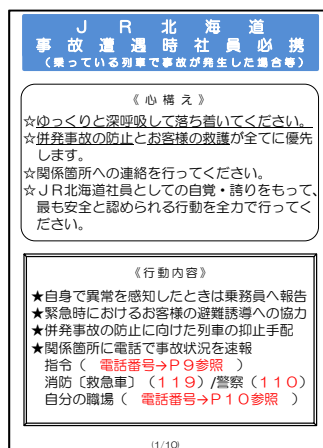 JR北海道
事故遭遇時社員必携
(乗っている列車で事故が発生した場合等)
《心構え》
☆ゆっくりと深呼吸して落ち着いてください。
☆併発事故の防止とお客様の救護が全てに優先
します。
☆関係箇所への連絡を行ってください。
☆JR北海道社員としての自覚・誇りをもって、
最も安全と認められる行動を全力で行ってく
ださい。
《行動内容》
★自身で異常を感知したときは乗務員へ報告
★緊急時におけるお客様の避難誘導への協力
★併発事故の防止に向けた列車の抑止手配
★関係箇所に電話で事故状況を速報
指令( 電話番号→P9参照 )
消防〔救急車〕(119)/警察(110)
自分の職場( 電話番号→P10参照 )
(1/10)